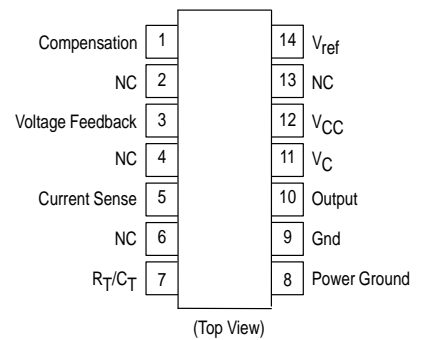 Compensation 1 14 Vref
NC 2 13 NC
Voltage Feedback 3 12 VCC
NC 4 11 VC
Current Sense 5 10 Output
NC 6 9 Gnd
RT/CT 7 8 Power Ground
(Top View)